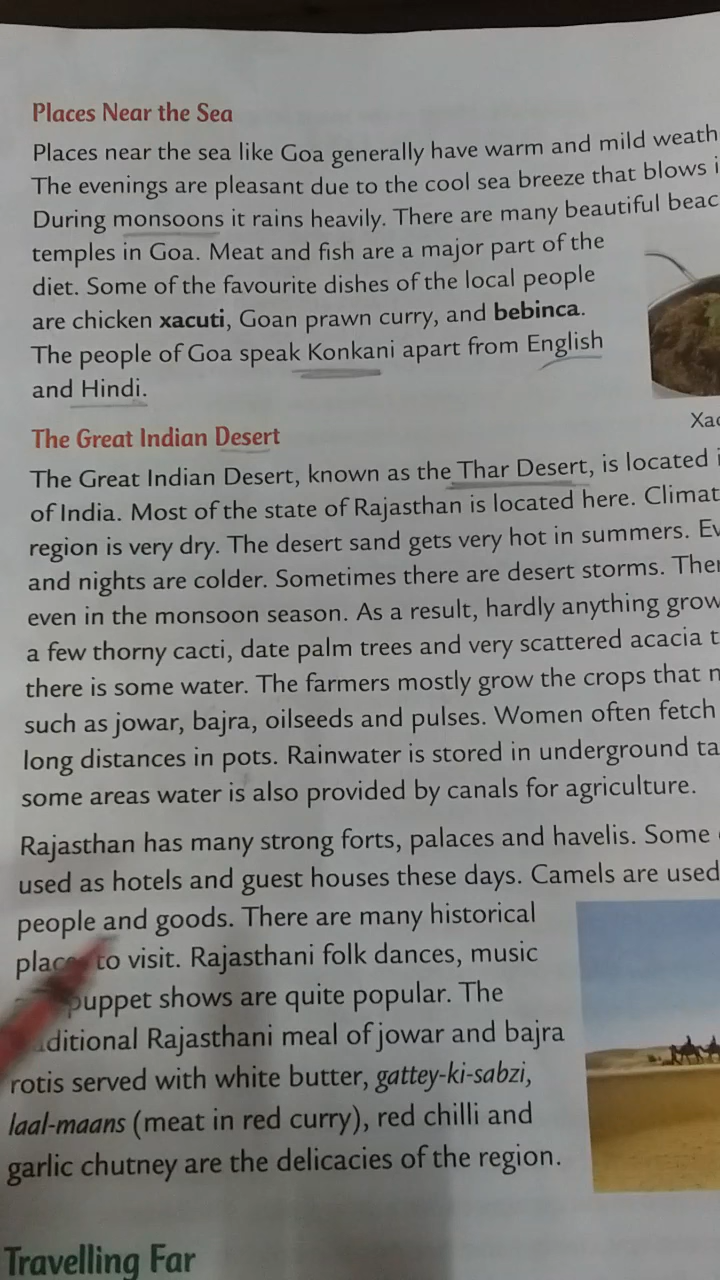 Places Near the Sea
Places near the sea like Goa generally have warm and mild weath
The evenings are pleasant due to the cool sea breeze that blows i
During monsoons it rains heavily. There are many beautiful beac
temples in Goa. Meat and fish are a major part of the
diet. Some of the favourite dishes of the local people
are chicken xacuti, Goan prawn curry, and bebinca.
The people of Goa speak Konkani apart from English
and Hindi.
Xac
The Great Indian Desert
The Great Indian Desert, known as the Thar Desert, is located i
of India. Most of the state of Rajasthan is located here. Climat
region is very dry. The desert sand gets very hot in summers. Ev
and nights are colder. Sometimes there are desert storms. Ther
even in the monsoon season. As a result, hardly anything grow
a few thorny cacti, date palm trees and very scattered acacia t
there is some water. The farmers mostly grow the crops that
such as jowar, bajra, oilseeds and pulses. Women often fetch
long distances in pots. Rainwater is stored in underground ta
some areas water is also provided by canals for agriculture.
Rajasthan has many strong forts, palaces and havelis. Some
used as hotels and guest houses these days. Camels are used
people and goods. There are many historical
to visit. Rajasthani folk dances, music
puppet shows are quite popular. The
ditional Rajasthani meal of jowar and bajra
rotis served with white butter, gattey-ki-sabzi,
laal-maans (meat in red curry), red chilli and
garlic chutney are the delicacies of the region.
Travelling Far